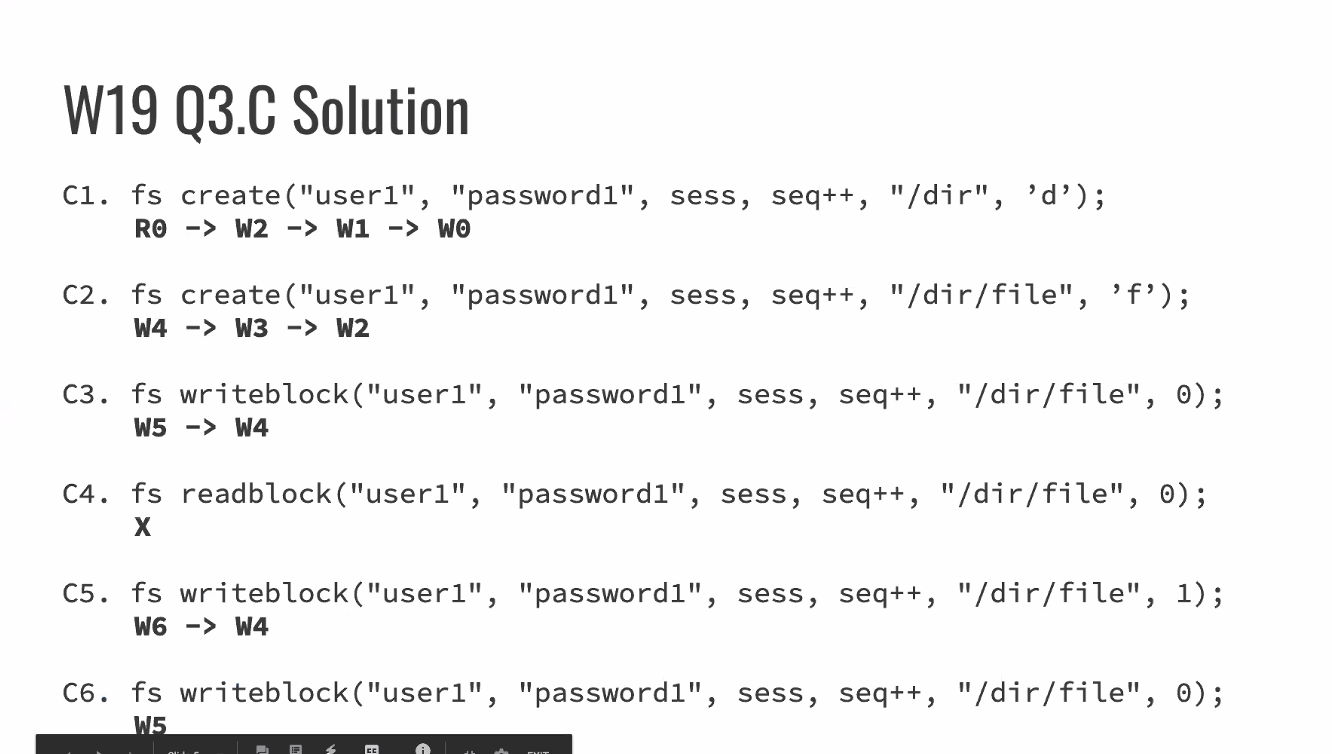 W19 Q3.C Solution
C1. fs create("user1", "password1", sess, seq++, "/dir", ’d’);
R0 -> W2 -> W1 -> W0
C2. fs create("user1", "password1", sess, seq++, "/dir/file", ’f’);
W4 -> W3 -> W2
C3. fs writeblock("user1", "password1", sess, seq++, "/dir/file", 0);
W5 -> W4
C4. fs readblock("user1", "password1", sess, seq++, "/dir/file", 0);
X
C5. fs writeblock("user1", "password1", sess, seq++, "/dir/file", 1);
W6 -> W4
C6. fs writeblock("user1", "password1", sess, seq++, "/dir/file", 0);
W5